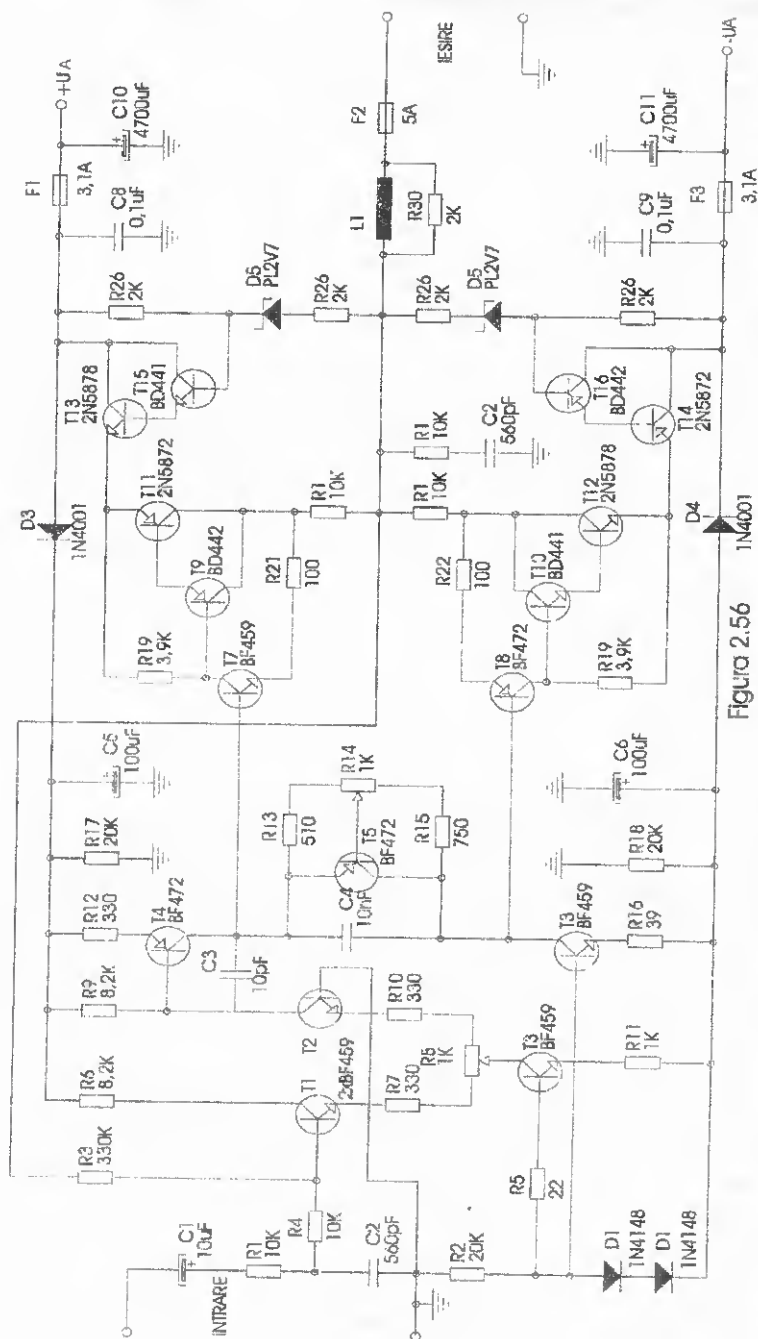 +UA
F1
3,1A
C10
4700uF
C8
0,1uF
R26
2K
D5
PL2V7
R26
2K
T13
2N5878
T15
BD441
D3
1N4001
T11
2N5872
T9
BD442
R19
3,9K
T7
BF459
R21
100
R1
10K
F2
5A
IESIRE
L1
R30
2K
R26
2K
D5
PL2V7
R26
2K
R1
10K
C2
560pF
R1
10K
R22
100
T12
2N5878
T10
BD441
T8
BF472
R19
3,9K
T16
BD442
T14
2N5872
D4
1N4001
C9
0,1uF
C11
4700uF
F3
3,1A
-UA
C5
100uF
R17
20K
R12
330
T4
BF472
R9
8,2K
R6
8,2K
R3
330K
C3
10pF
R13
510
R14
1K
T5
BF472
C4
10nF
R15
750
C6
100uF
R18
20K
T3
BF459
R16
39
T2
R10
330
T1
2xBF459
R7
330
R5
1K
T3
BF459
R11
1K
R5
22
C1
10uF
R1
10K
INTRARE
R4
10K
C2
560pF
R2
20K
D1
1N4148
D1
1N4148
Figura 2.56